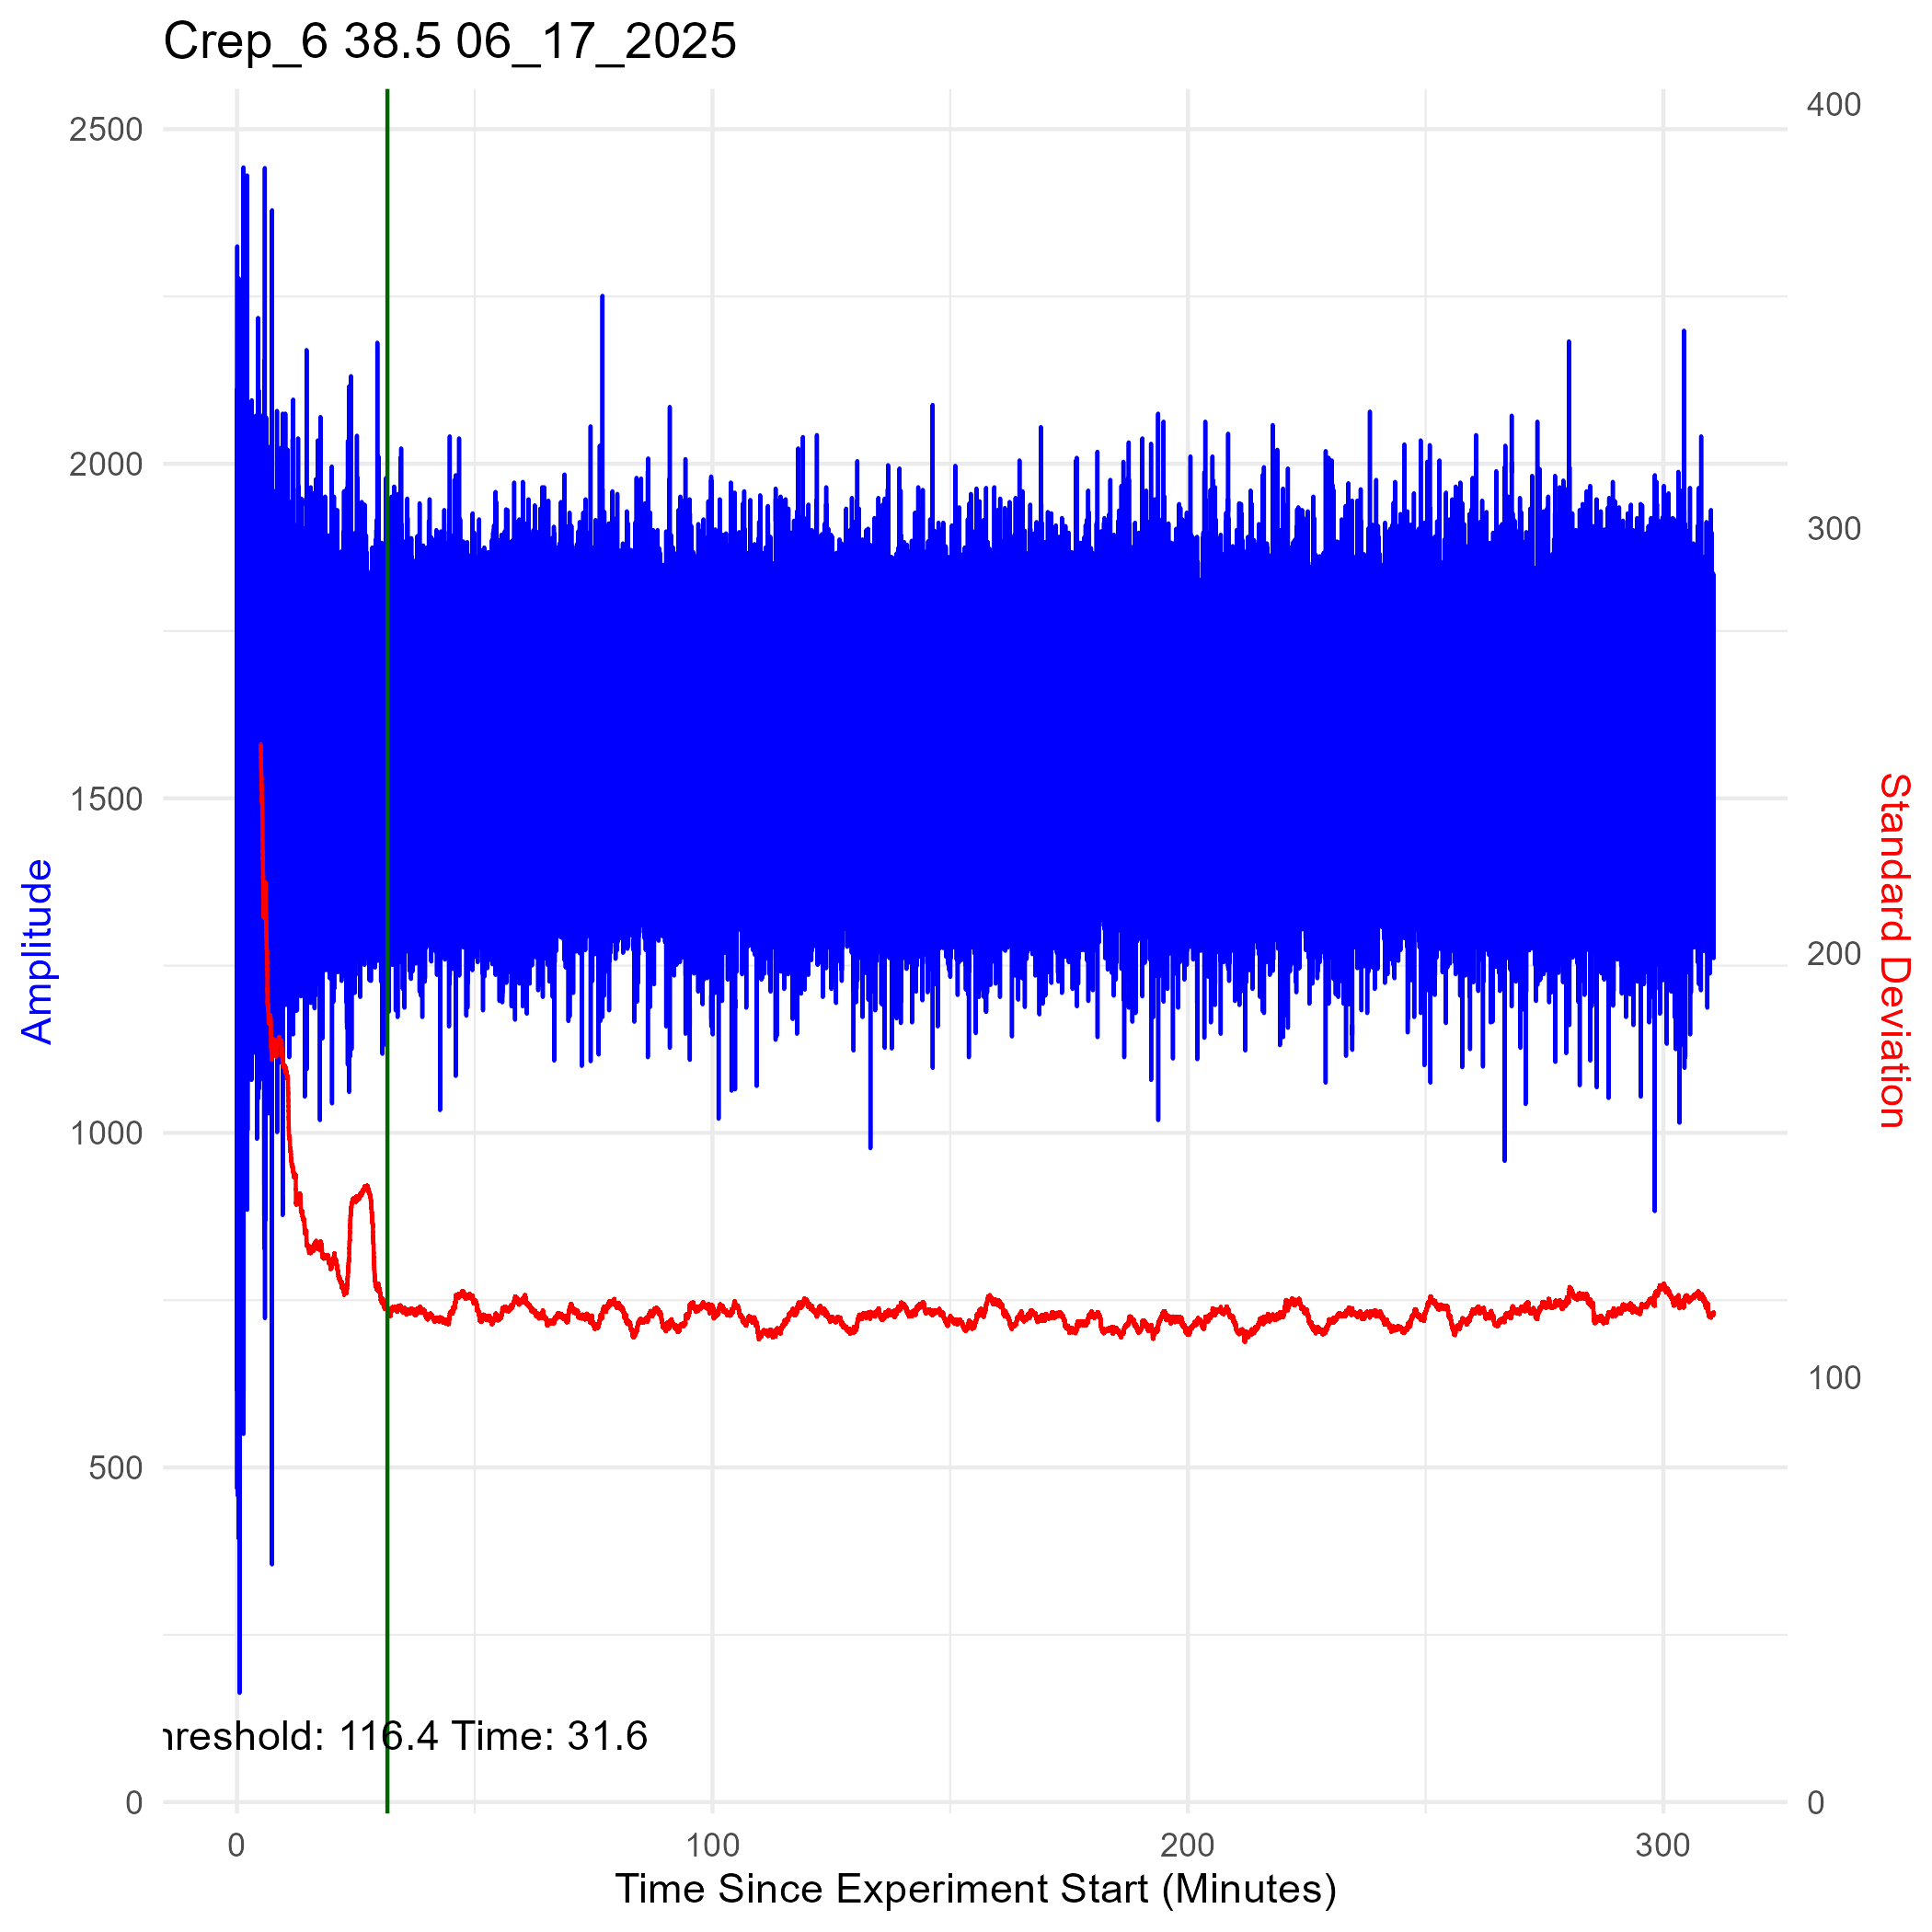 Crep_6 38.5 06_17_2025
2500
2000
1500
1000
500
0
Amplitude
400
300
200
100
0
Standard Deviation
hreshold: 116.4 Time: 31.6
0 100 200 300
Time Since Experiment Start (Minutes)